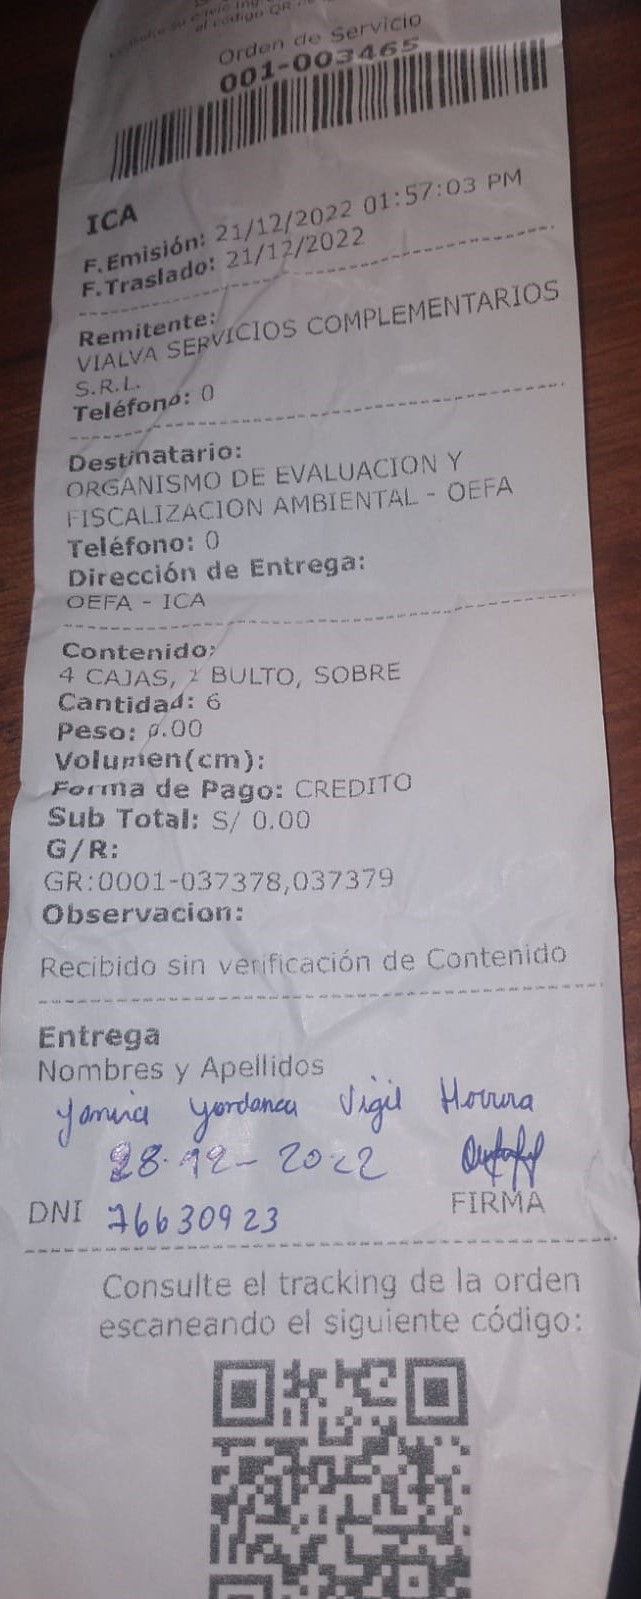 el código QR
Orden de Servicio
001-003465
ICA
F.Emisión: 21/12/2022 01:57:03 PM
F.Traslado: 21/12/2022
Remitente:
VIALVA SERVICIOS COMPLEMENTARIOS
S.R.L.
Teléfono: 0
Destinatario:
ORGANISMO DE EVALUACION Y
FISCALIZACION AMBIENTAL - OEFA
Teléfono: 0
Dirección de Entrega:
OEFA - ICA
Contenido:
4 CAJAS, 1 BULTO, SOBRE
Cantidad: 6
Peso: 0.00
Volumen(cm):
Forma de Pago: CREDITO
Sub Total: S/ 0.00
G/R:
GR:0001-037378,037379
Observacion:
Recibido sin verificación de Contenido
Entrega
Nombres y Apellidos
Yamira Yordanca Vigil Herrera
28-12-2022
FIRMA
DNI 76630923
Consulte el tracking de la orden
escaneando el siguiente código: